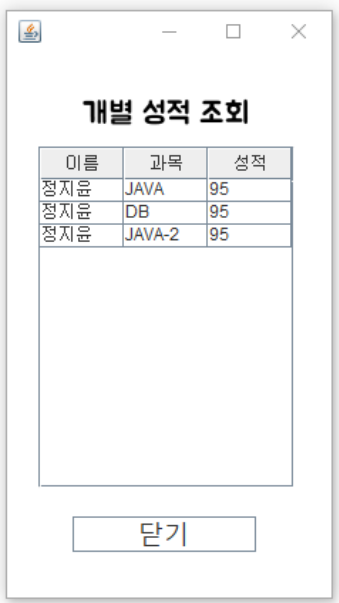 개별 성적 조회
이름 과목 성적
정지윤 JAVA 95
정지윤 DB 95
정지윤 JAVA-2 95
닫기